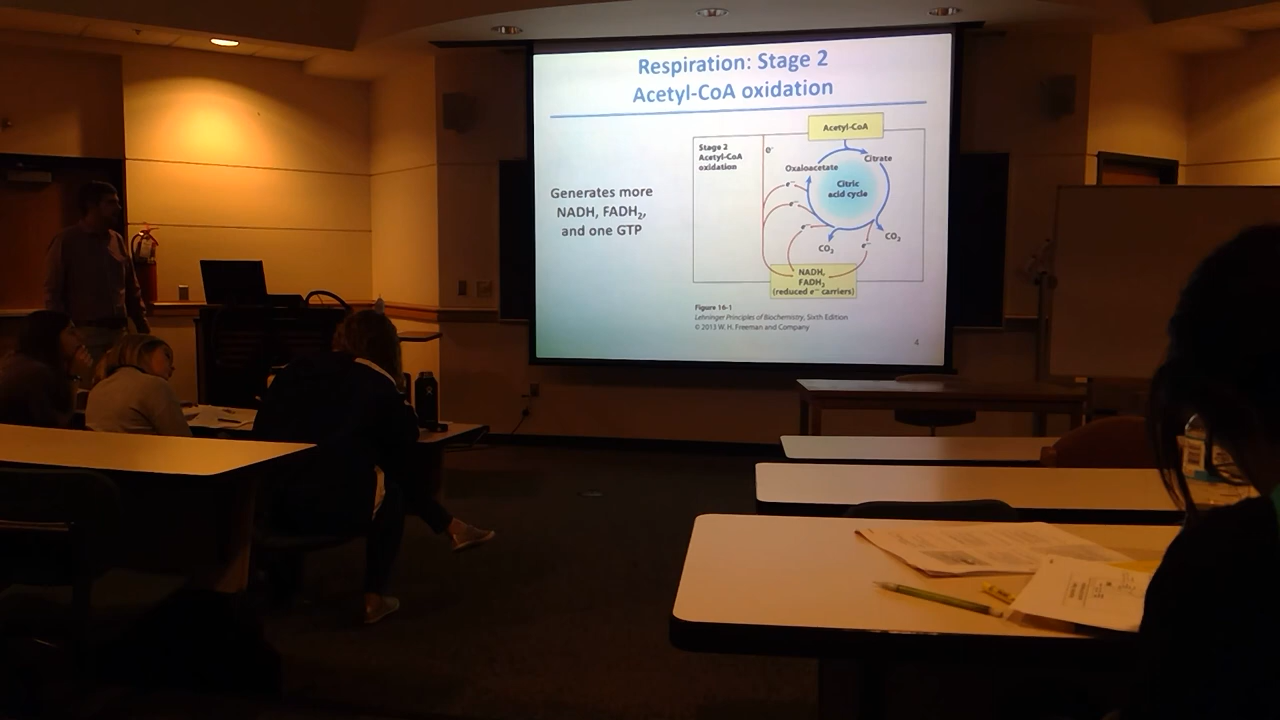 Respiration: Stage 2
Acetyl-CoA oxidation
Generates more
NADH, FADH₂,
and one GTP
Stage 2
Acetyl-CoA
oxidation
e⁻
Acetyl-CoA
Oxaloacetate
Citrate
Citric
acid cycle
e⁻
e⁻
e⁻
e⁻
CO₂
CO₂
NADH,
FADH₂
(reduced e⁻ carriers)
Figure 16-1
Lehninger Principles of Biochemistry, Sixth Edition
© 2013 W. H. Freeman and Company
4